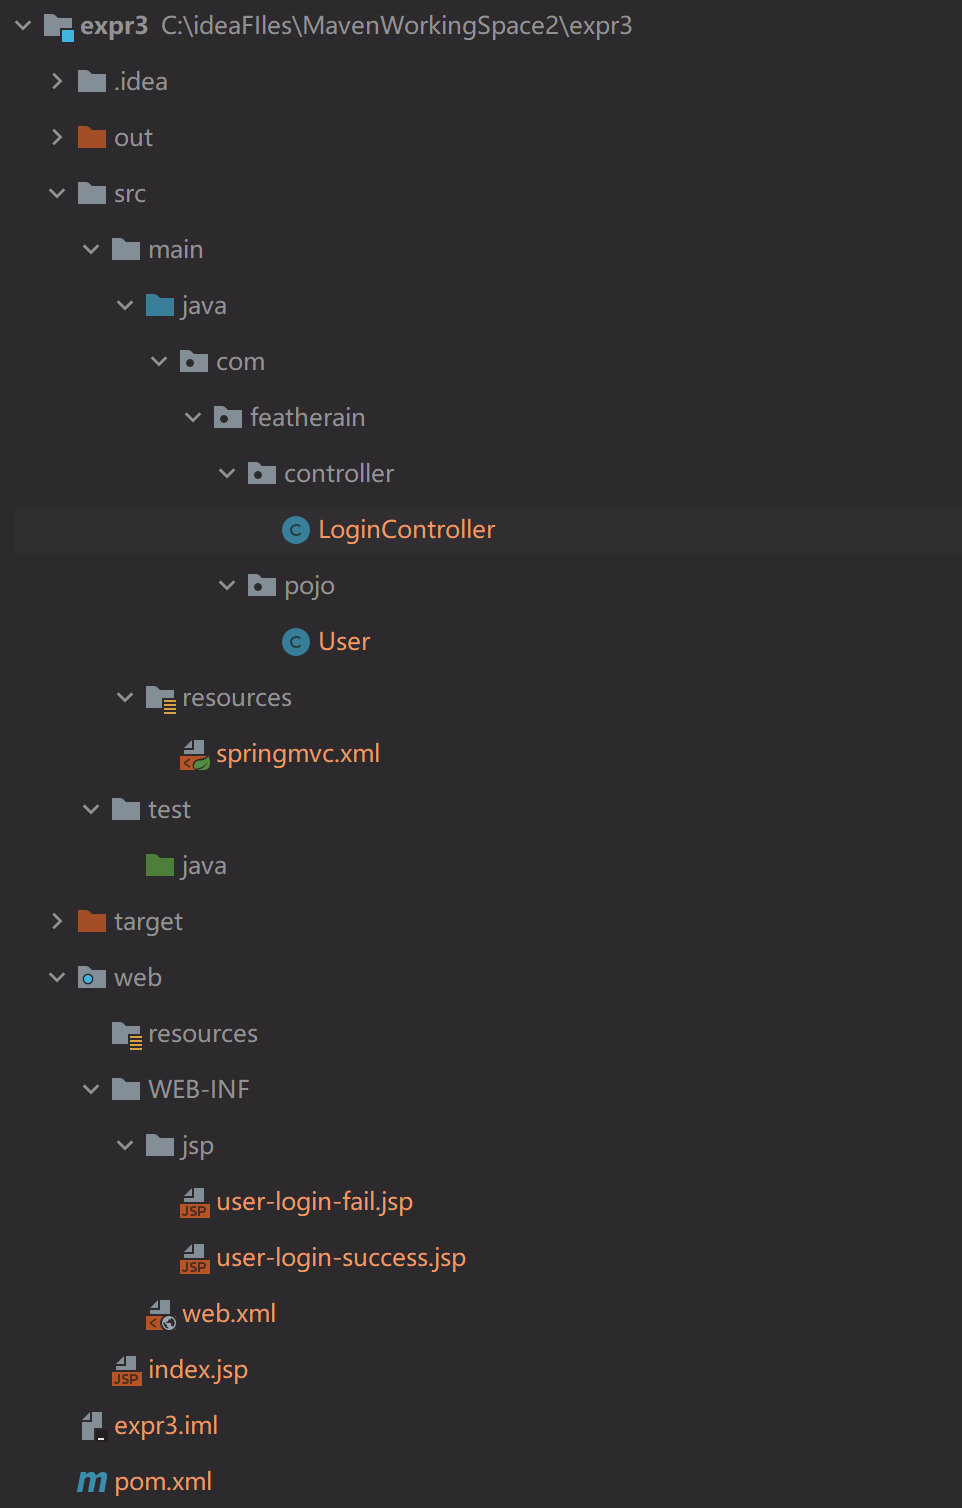 expr3 C:\ideaFIles\MavenWorkingSpace2\expr3
.idea
out
src
main
java
com
featherain
controller
C LoginController
pojo
C User
resources
springmvc.xml
test
java
target
web
resources
WEB-INF
jsp
JSP user-login-fail.jsp
JSP user-login-success.jsp
web.xml
JSP index.jsp
expr3.iml
m pom.xml